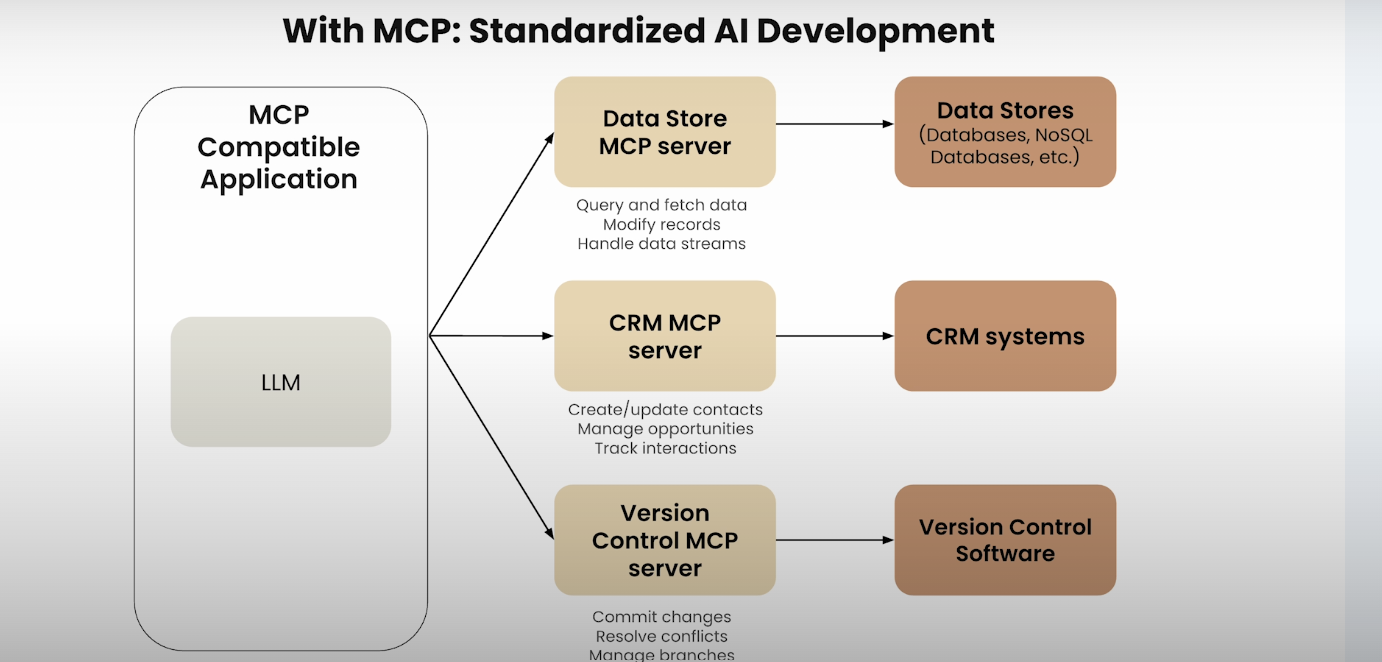 With MCP: Standardized AI Development
MCP
Compatible
Application
LLM
Data Store
MCP server
Query and fetch data
Modify records
Handle data streams
Data Stores
(Databases, NoSQL
Databases, etc.)
CRM MCP
server
Create/update contacts
Manage opportunities
Track interactions
CRM systems
Version
Control MCP
server
Commit changes
Resolve conflicts
Manage branches
Version Control
Software